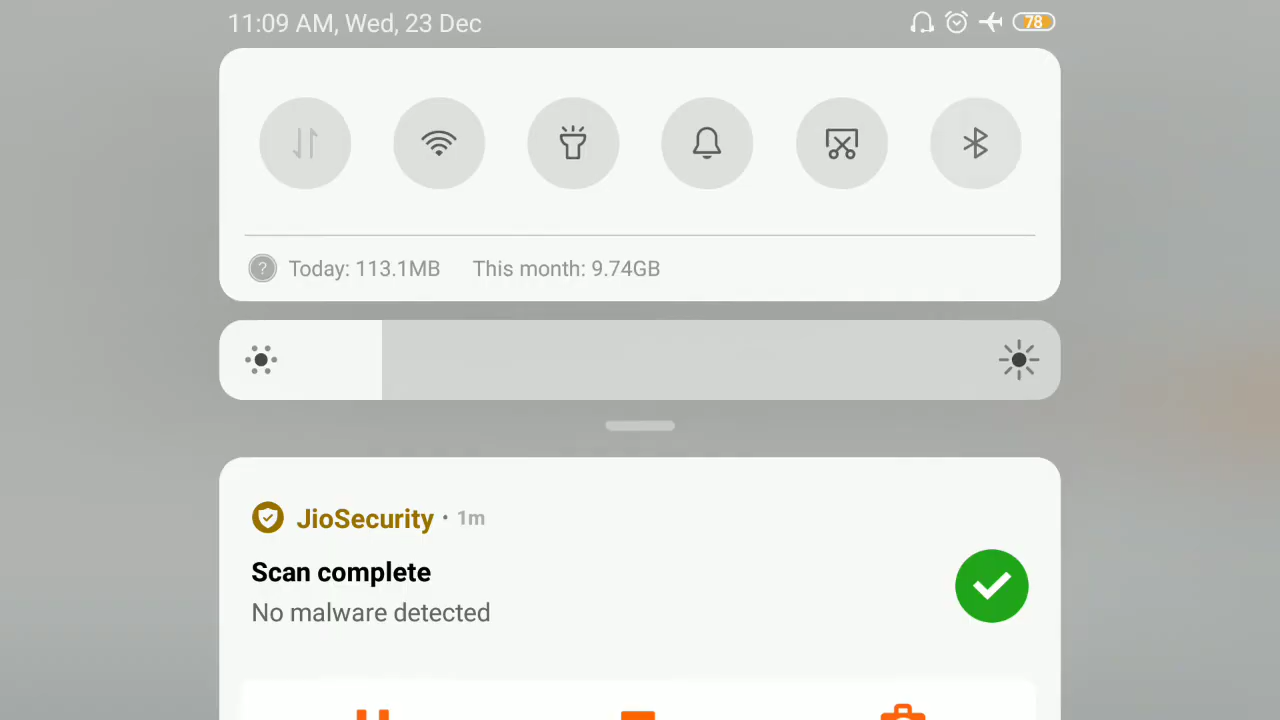 11:09 AM, Wed, 23 Dec
78
?
Today: 113.1MB This month: 9.74GB
JioSecurity · 1m
Scan complete
No malware detected